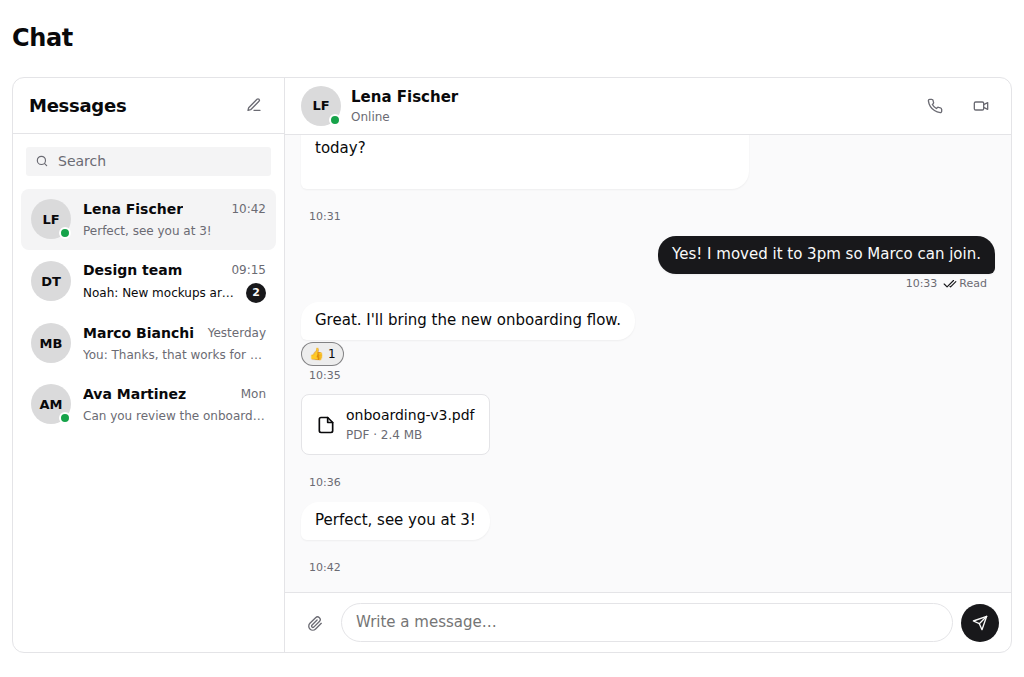 Chat
Messages
Search
LF
Lena Fischer
10:42
Perfect, see you at 3!
DT
Design team
09:15
Noah: New mockups ar…
2
MB
Marco Bianchi
Yesterday
You: Thanks, that works for …
AM
Ava Martinez
Mon
Can you review the onboard…
LF
Lena Fischer
Online
today?
10:31
Yes! I moved it to 3pm so Marco can join.
10:33 Read
Great. I'll bring the new onboarding flow.
👍 1
10:35
onboarding-v3.pdf
PDF · 2.4 MB
10:36
Perfect, see you at 3!
10:42
Write a message…